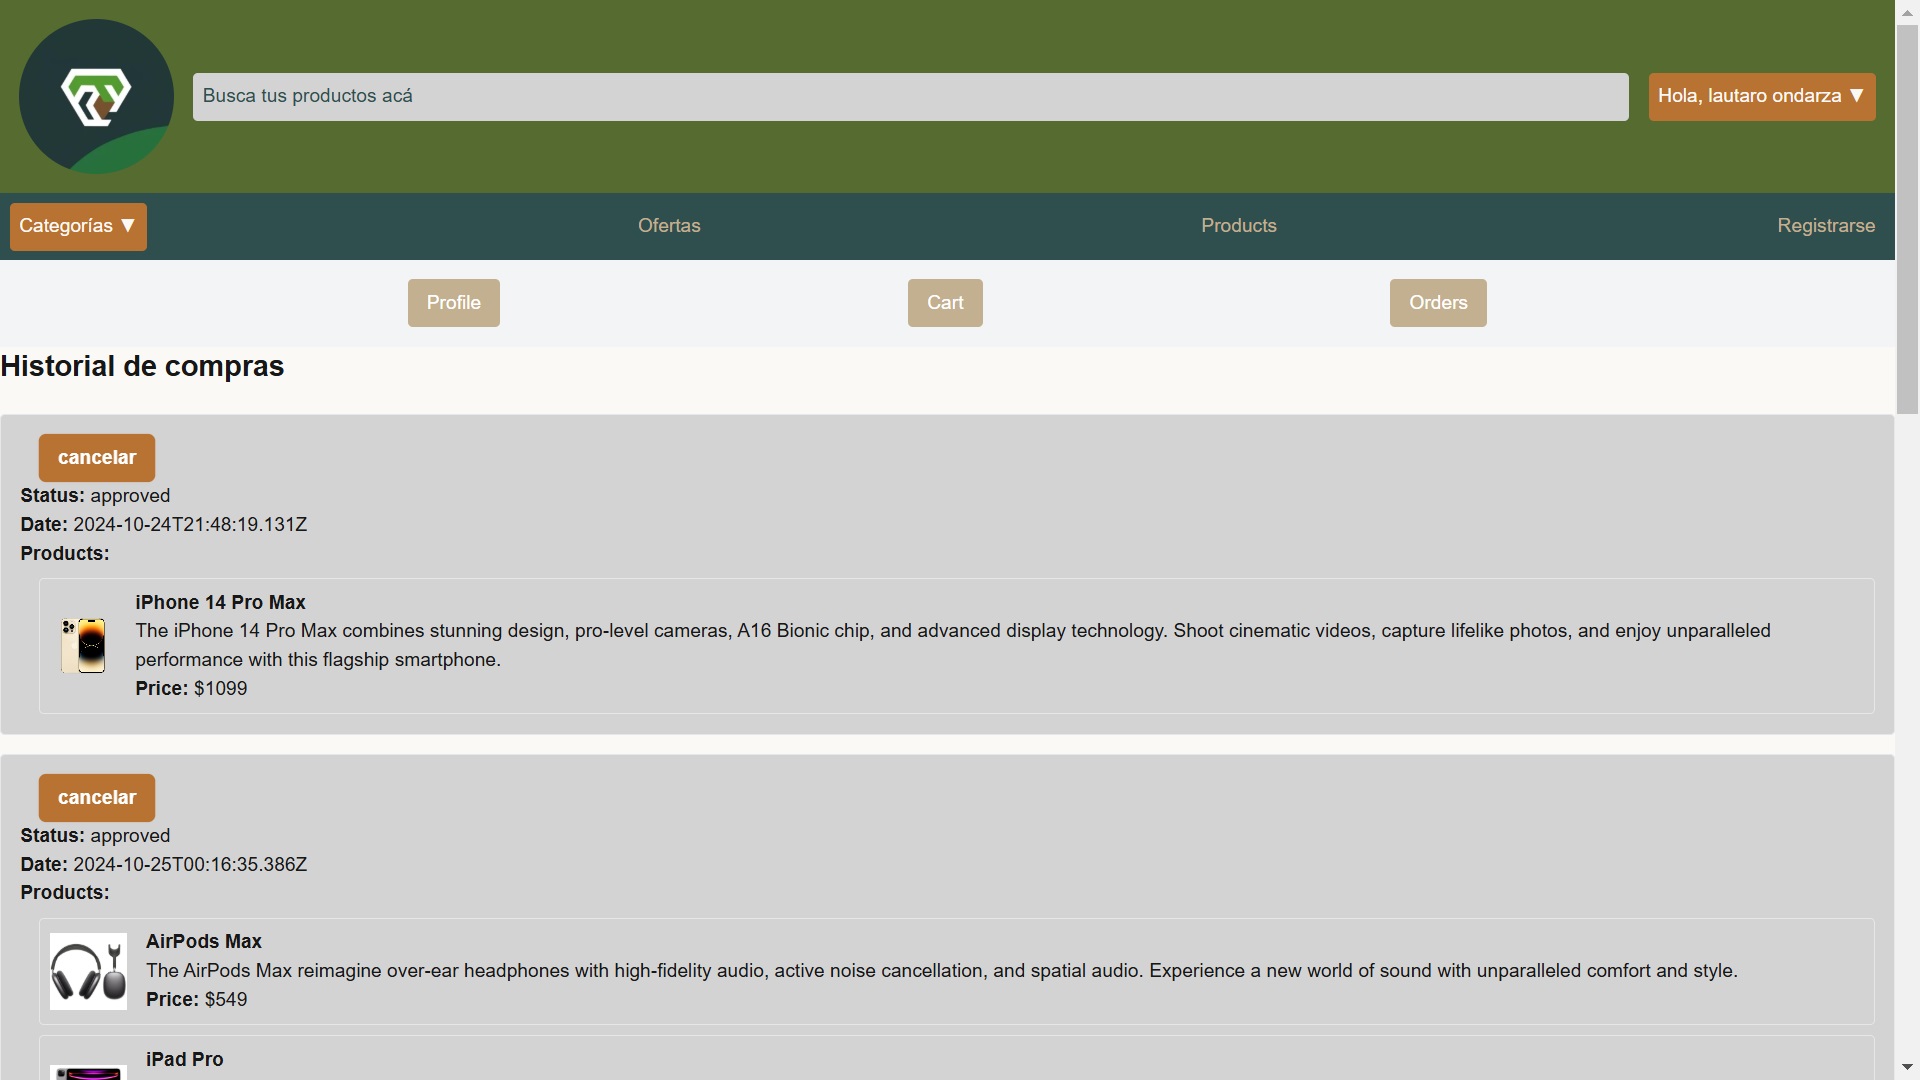 Busca tus productos acá
Hola, lautaro ondarza ▼
Categorías ▼
Ofertas
Products
Registrarse
Profile
Cart
Orders
Historial de compras
cancelar
Status: approved
Date: 2024-10-24T21:48:19.131Z
Products:
iPhone 14 Pro Max
The iPhone 14 Pro Max combines stunning design, pro-level cameras, A16 Bionic chip, and advanced display technology. Shoot cinematic videos, capture lifelike photos, and enjoy unparalleled
performance with this flagship smartphone.
Price: $1099
cancelar
Status: approved
Date: 2024-10-25T00:16:35.386Z
Products:
AirPods Max
The AirPods Max reimagine over-ear headphones with high-fidelity audio, active noise cancellation, and spatial audio. Experience a new world of sound with unparalleled comfort and style.
Price: $549
iPad Pro